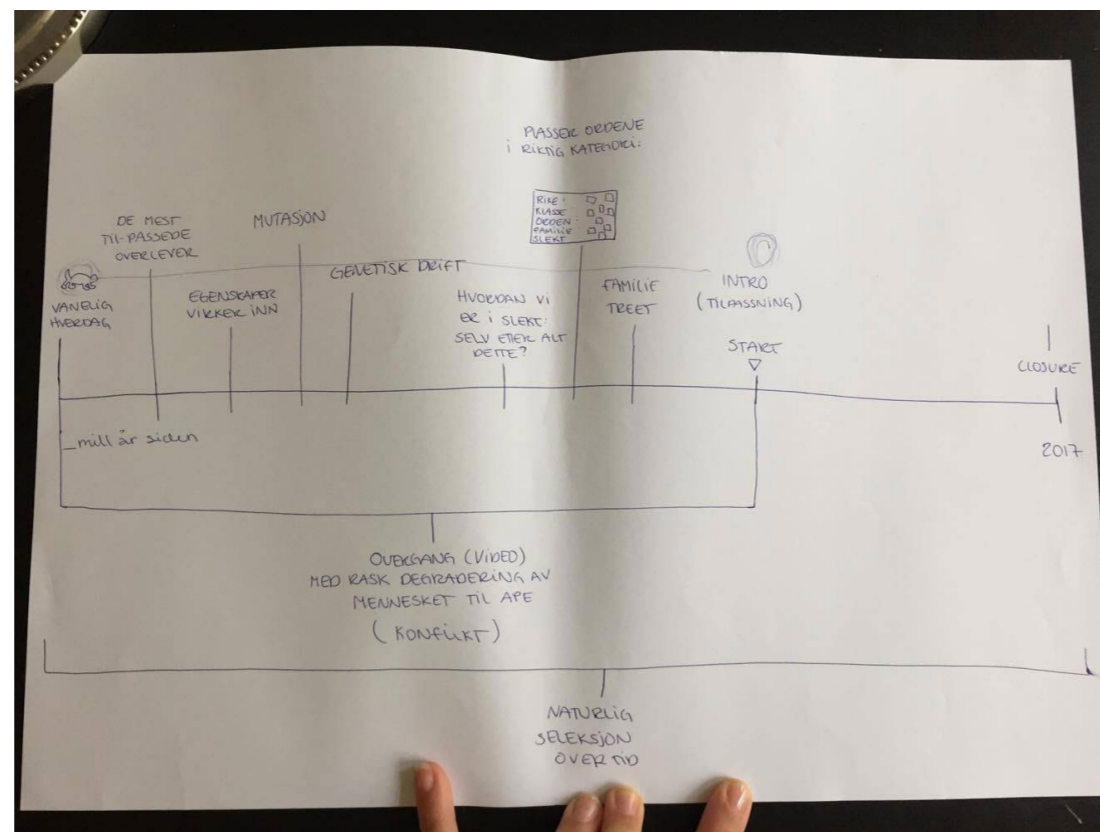 PLASSER ORDENE
i RIKTIG KATEGORI:
RIKE:
KLASSE
ORDEN:
FAMILIE
SLEKT
DE MEST
TIL-PASSEDE
OVERLEVER
MUTASJON
VANELIG
HVERDAG
EGENSKAPER
VIRKER INN
GENETISK DRIFT
HVORDAN VI
ER i SLEKT:
SELV ETTER ALT
DETTE?
FAMILIE
TREET
INTRO
(TILPASSNING)
START
CLOSURE
_mill år siden
2017
OVERGANG (VIDEO)
MED RASK DEGRADERING AV
MENNESKET TIL APE
(KONFLIKT)
NATURLIG
SELEKSJON
OVER TID